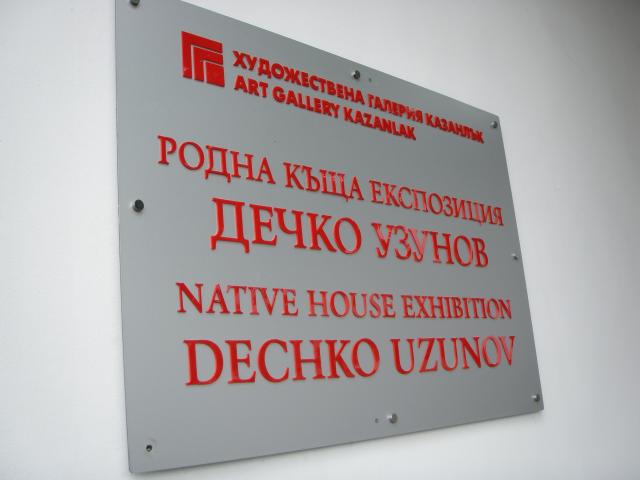 ХУДОЖЕСТВЕНА ГАЛЕРИЯ КАЗАНЛЪК
ART GALLERY KAZANLAK
РОДНА КЪЩА ЕКСПОЗИЦИЯ
ДЕЧКО УЗУНОВ
NATIVE HOUSE EXHIBITION
DECHKO UZUNOV